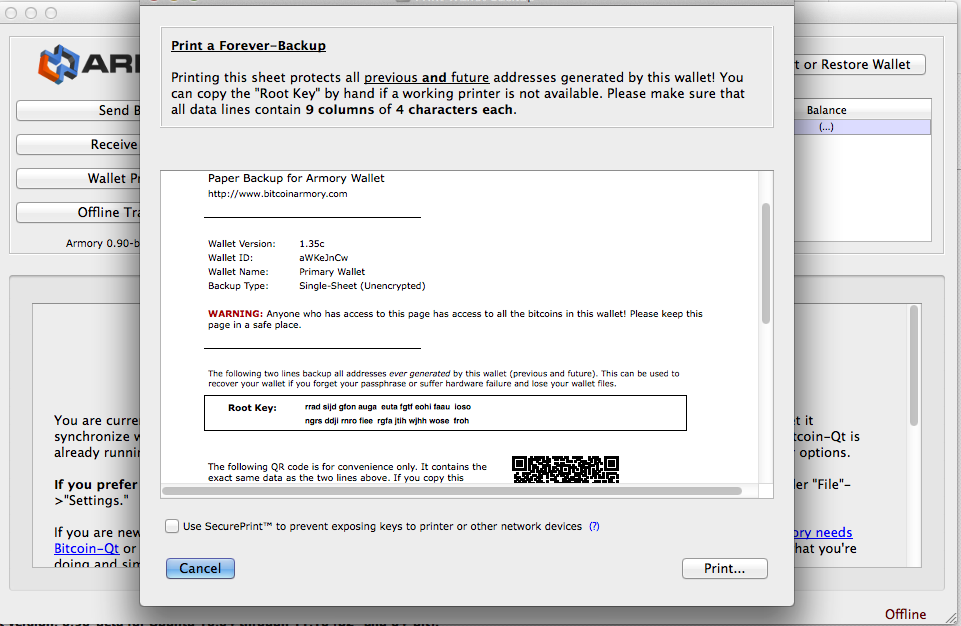 Print a Forever-Backup
Printing this sheet protects all previous and future addresses generated by this wallet! You
can copy the "Root Key" by hand if a working printer is not available. Please make sure that
all data lines contain 9 columns of 4 characters each.
ARM
Send B
Receive
Wallet Pr
Offline Tra
Armory 0.90-b
t or Restore Wallet
Balance
(...)
Paper Backup for Armory Wallet
http://www.bitcoinarmory.com
Wallet Version: 1.35c
Wallet ID: aWKeJnCw
Wallet Name: Primary Wallet
Backup Type: Single-Sheet (Unencrypted)
WARNING: Anyone who has access to this page has access to all the bitcoins in this wallet! Please keep this
page in a safe place.
The following two lines backup all addresses ever generated by this wallet (previous and future). This can be used to
recover your wallet if you forget your passphrase or suffer hardware failure and lose your wallet files.
Root Key: rrad sijd gfon auga euta fgtf eohi faau ioso
ngrs ddji rnro fiee rgfa jtih wjhh wose froh
The following QR code is for convenience only. It contains the
exact same data as the two lines above. If you copy this
Use SecurePrint™ to prevent exposing keys to printer or other network devices (?)
Cancel
Print...
You are curre
synchronize w
already runnin
If you prefer
>"Settings."
If you are new
Bitcoin-Qt or
doing and sim
t it
tcoin-Qt is
options.
er "File"-
ory needs
hat you're
Offline